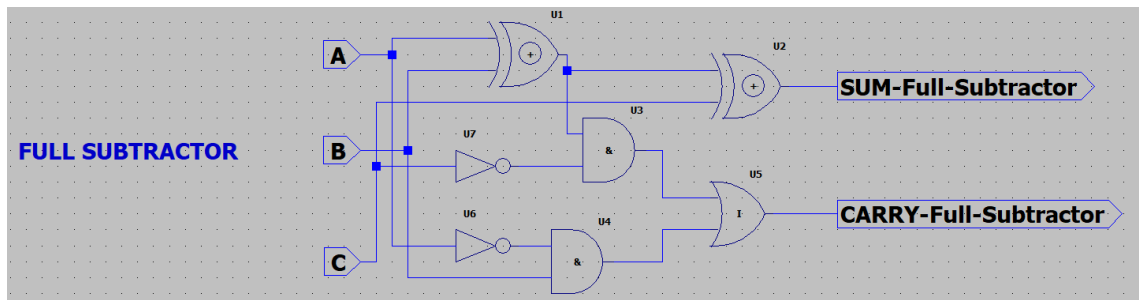 U1
A
U2
SUM-Full-Subtractor
U3
FULL SUBTRACTOR
B
U7
&
U5
U6
U4
I
CARRY-Full-Subtractor
C
&